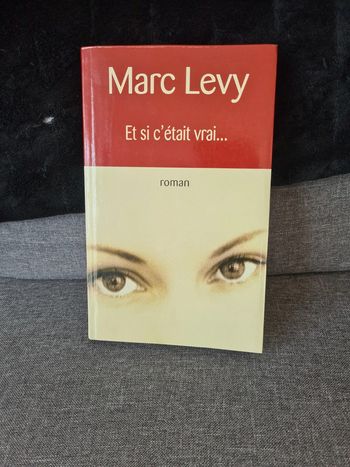 Marc Levy
Et si c'était vrai...
roman